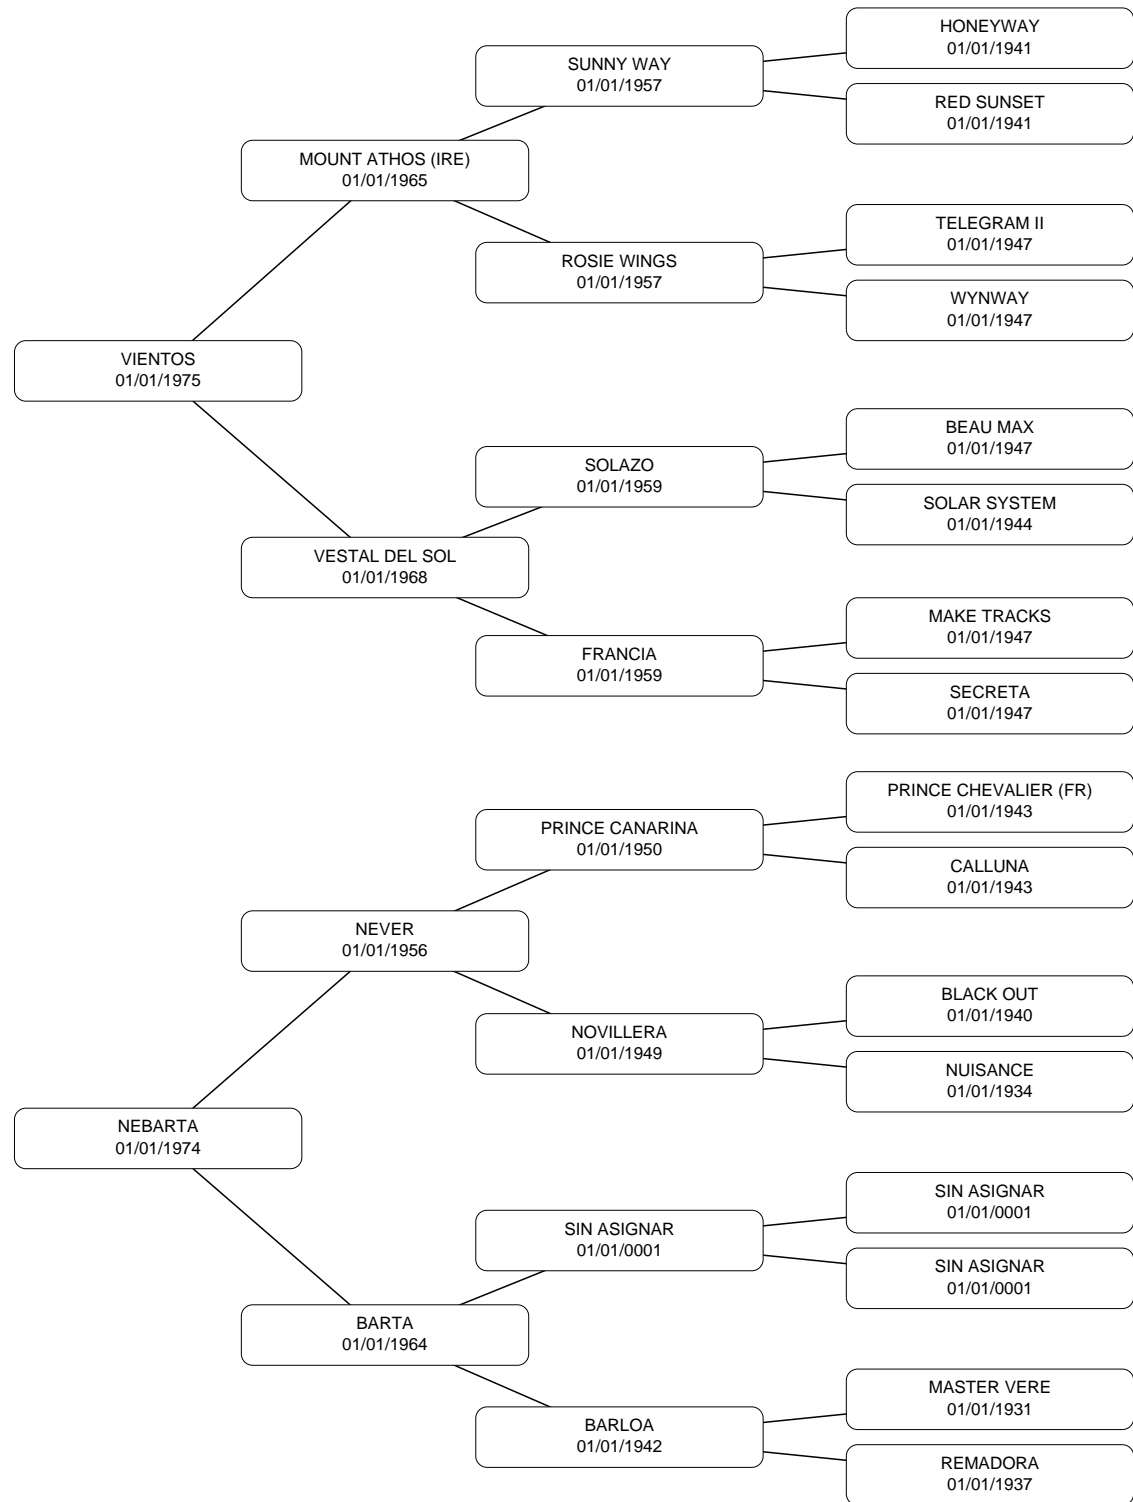 HONEYWAY
01/01/1941
SUNNY WAY
01/01/1957
RED SUNSET
01/01/1941
MOUNT ATHOS (IRE)
01/01/1965
TELEGRAM II
01/01/1947
ROSIE WINGS
01/01/1957
WYNWAY
01/01/1947
VIENTOS
01/01/1975
BEAU MAX
01/01/1947
SOLAZO
01/01/1959
SOLAR SYSTEM
01/01/1944
VESTAL DEL SOL
01/01/1968
MAKE TRACKS
01/01/1947
FRANCIA
01/01/1959
SECRETA
01/01/1947
PRINCE CHEVALIER (FR)
01/01/1943
PRINCE CANARINA
01/01/1950
CALLUNA
01/01/1943
NEVER
01/01/1956
BLACK OUT
01/01/1940
NOVILLERA
01/01/1949
NUISANCE
01/01/1934
NEBARTA
01/01/1974
SIN ASIGNAR
01/01/0001
SIN ASIGNAR
01/01/0001
SIN ASIGNAR
01/01/0001
BARTA
01/01/1964
MASTER VERE
01/01/1931
BARLOA
01/01/1942
REMADORA
01/01/1937